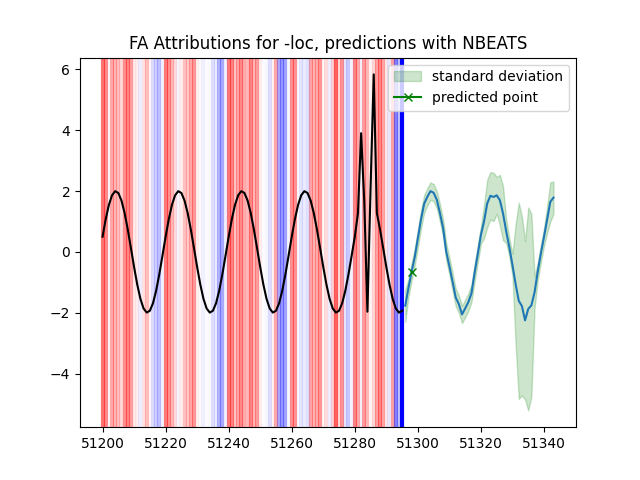 FA Attributions for -loc, predictions with NBEATS
standard deviation
predicted point
6
4
2
0
−2
−4
51200 51220 51240 51260 51280 51300 51320 51340